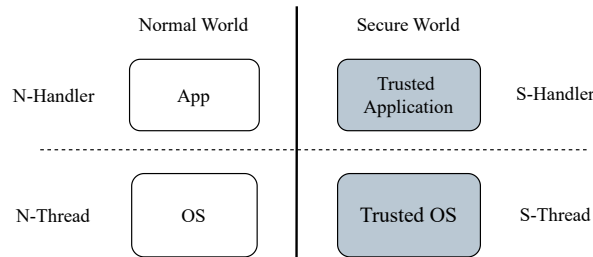 Normal World
Secure World
N-Handler
App
Trusted
Application
S-Handler
N-Thread
OS
Trusted OS
S-Thread